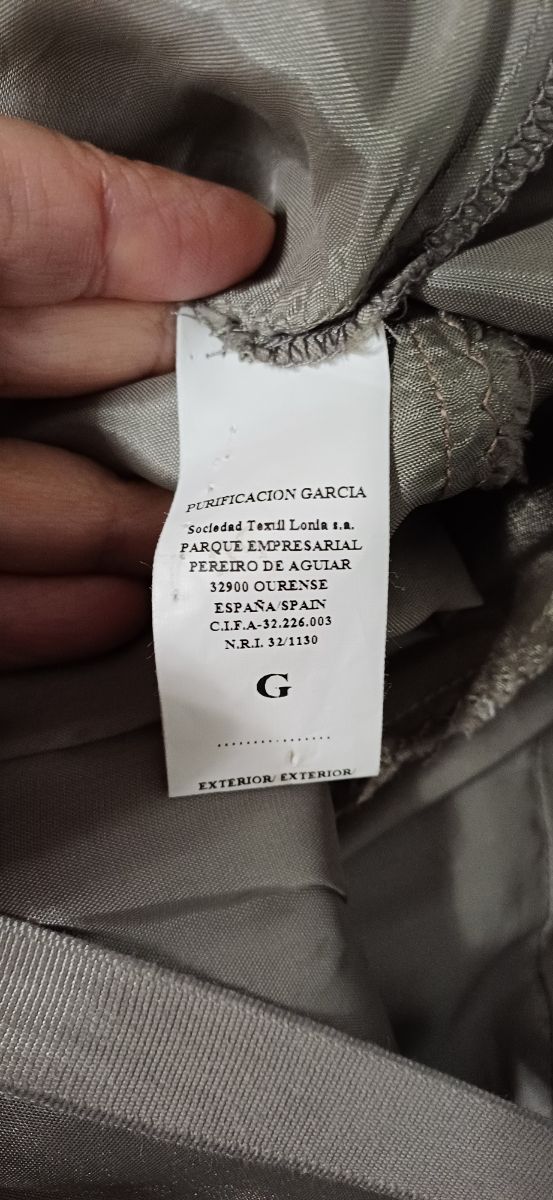 PURIFICACION GARCIA
Sociedad Textil Lonia s.a.
PARQUE EMPRESARIAL
PEREIRO DE AGUIAR
32900 OURENSE
ESPAÑA/SPAIN
C.I.F.A-32.226.003
N.R.I. 32/1130
G
.................
EXTERIOR/ EXTERIOR/